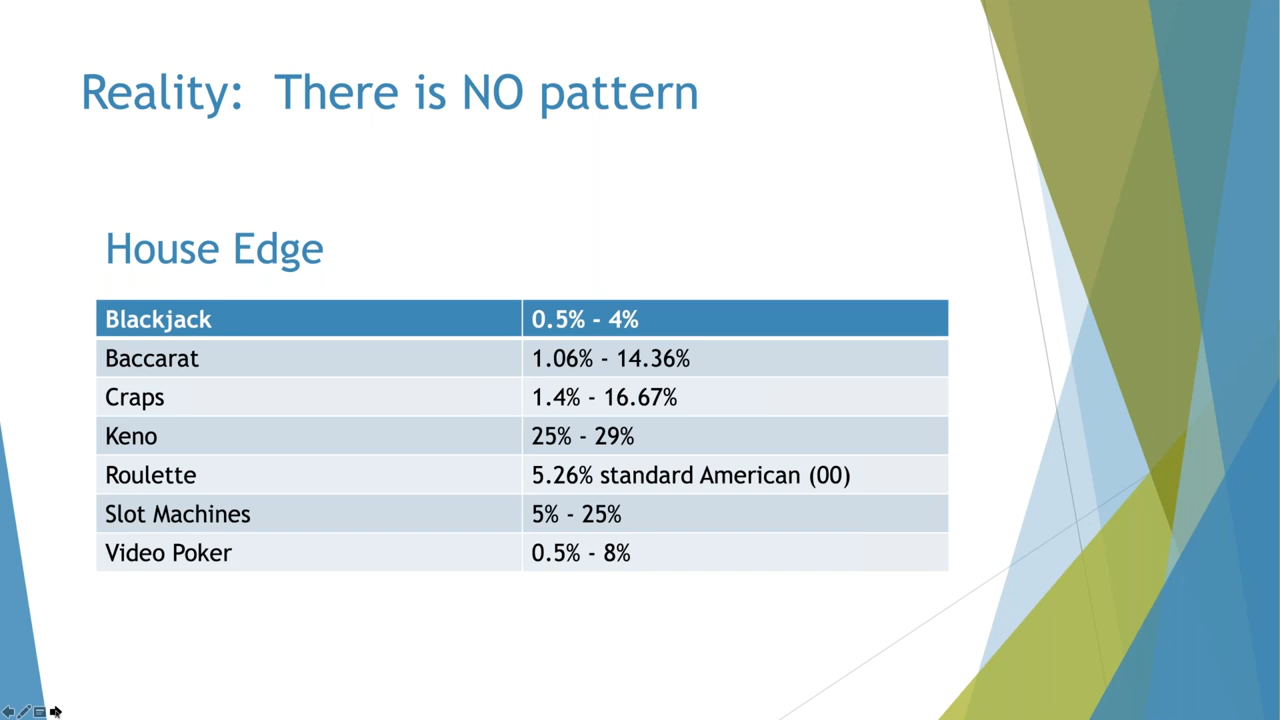 Reality:  There is NO pattern
House Edge
Blackjack 0.5% - 4%
Baccarat 1.06% - 14.36%
Craps 1.4% - 16.67%
Keno 25% - 29%
Roulette 5.26% standard American (00)
Slot Machines 5% - 25%
Video Poker 0.5% - 8%